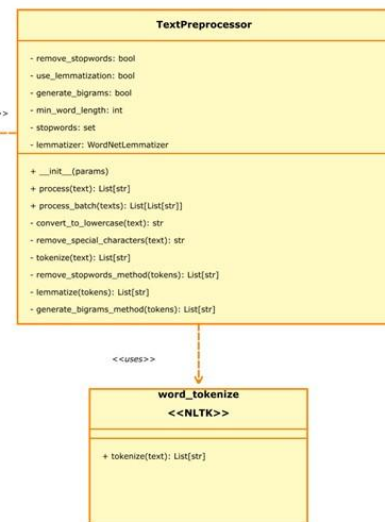 TextPreprocessor
- remove_stopwords: bool
- use_lemmatization: bool
- generate_bigrams: bool
- min_word_length: int
- stopwords: set
- lemmatizer: WordNetLemmatizer
>>
+ __init__(params)
+ process(text): List[str]
+ process_batch(texts): List[List[str]]
- convert_to_lowercase(text): str
- remove_special_characters(text): str
- tokenize(text): List[str]
- remove_stopwords_method(tokens): List[str]
- lemmatize(tokens): List[str]
- generate_bigrams_method(tokens): List[str]
<<uses>>
word_tokenize
<<NLTK>>
+ tokenize(text): List[str]